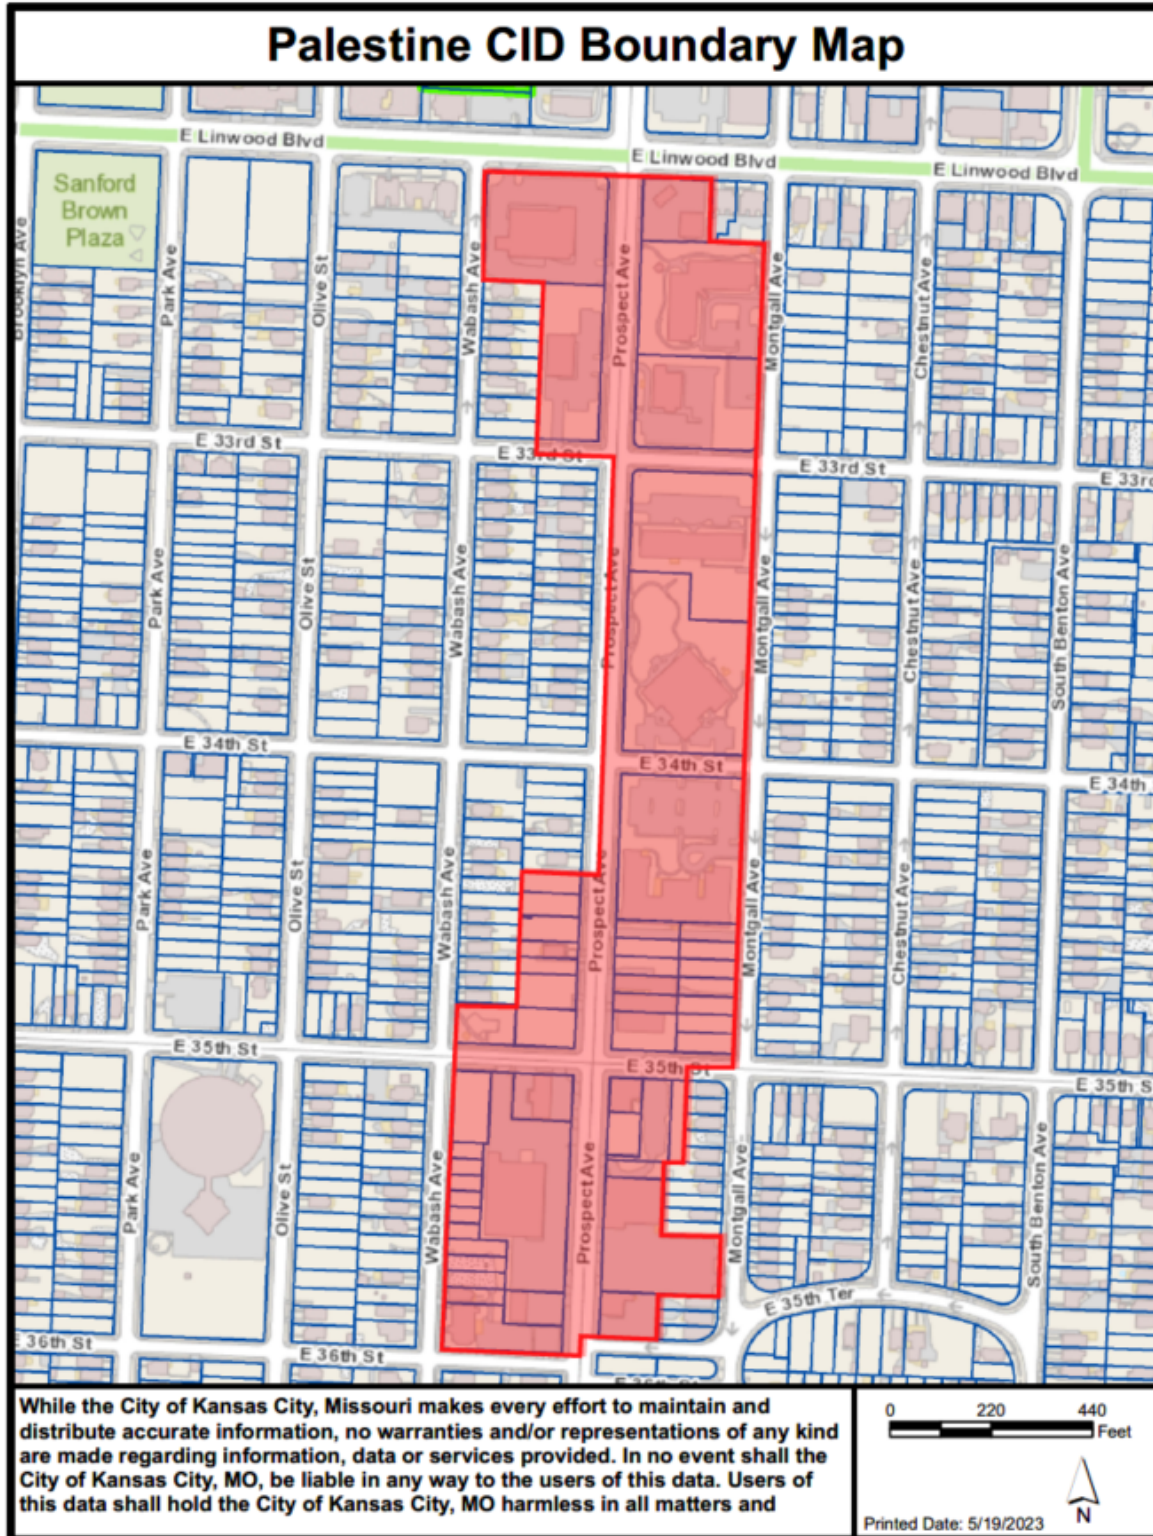 Palestine CID Boundary Map
E Linwood Blvd
E Linwood Blvd
E Linwood Blvd
Sanford
Brown
Plaza
Brooklyn Ave
Park Ave
Olive St
Wabash Ave
Prospect Ave
Montgall Ave
Chestnut Ave
E 33rd St
E 33rd St
E 33rd St
E 33rd
Park Ave
Olive St
Wabash Ave
Prospect Ave
Montgall Ave
Chestnut Ave
South Benton Ave
E 34th St
E 34th St
E 34th
Park Ave
Olive St
Wabash Ave
Prospect Ave
Montgall Ave
Chestnut Ave
E 35th St
E 35th St
E 35th S
Park Ave
Olive St
Wabash Ave
Prospect Ave
Montgall Ave
South Benton Ave
E 35th Ter
E 36th St
E 36th St
While the City of Kansas City, Missouri makes every effort to maintain and
distribute accurate information, no warranties and/or representations of any kind
are made regarding information, data or services provided. In no event shall the
City of Kansas City, MO, be liable in any way to the users of this data. Users of
this data shall hold the City of Kansas City, MO harmless in all matters and
0 220 440
Feet
N
Printed Date: 5/19/2023